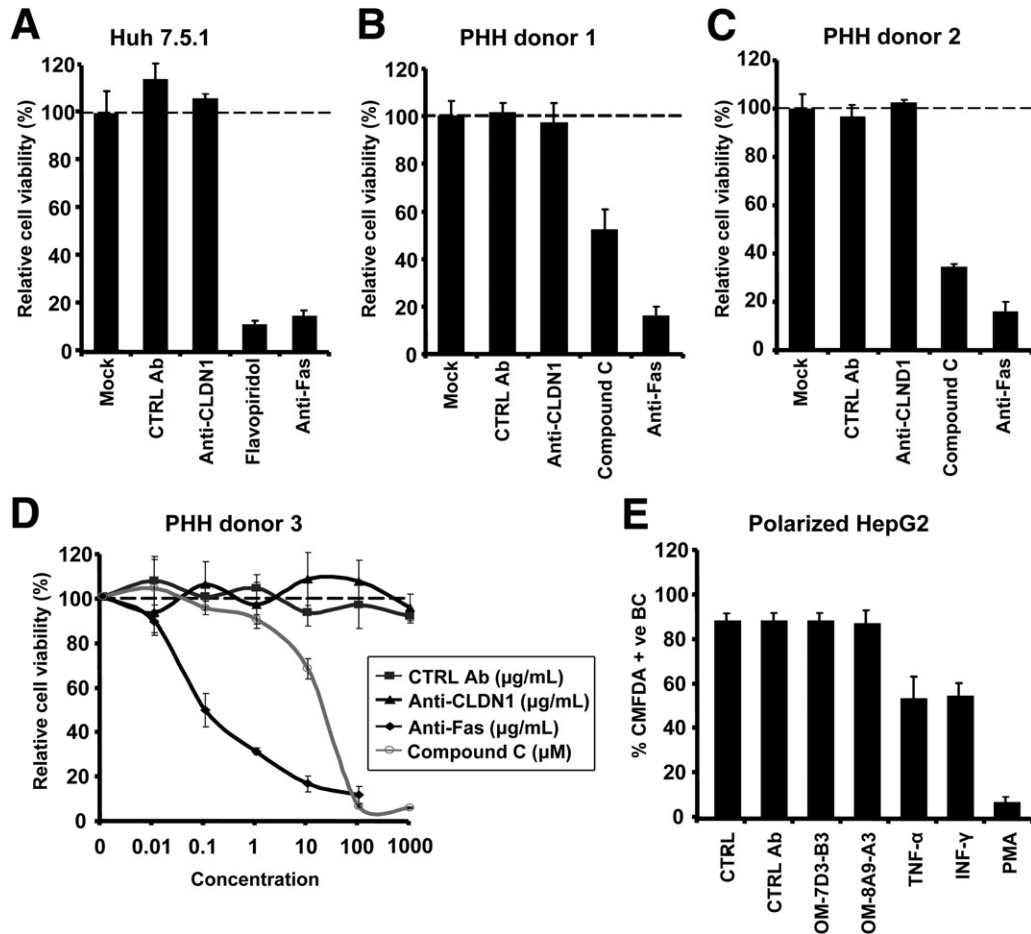 A
Huh 7.5.1
Relative cell viability (%)
120
100
80
60
40
20
0
Mock
CTRL Ab
Anti-CLDN1
Flavopiridol
Anti-Fas
B
PHH donor 1
Relative cell viability (%)
120
100
80
60
40
20
0
Mock
CTRL Ab
Anti-CLDN1
Compound C
Anti-Fas
C
PHH donor 2
Relative cell viability (%)
120
100
80
60
40
20
0
Mock
CTRL Ab
Anti-CLND1
Compound C
Anti-Fas
D
PHH donor 3
Relative cell viability (%)
120
100
80
60
40
20
0
0 0.01 0.1 1 10 100 1000
Concentration
CTRL Ab (µg/mL)
Anti-CLDN1 (µg/mL)
Anti-Fas (µg/mL)
Compound C (µM)
E
Polarized HepG2
% CMFDA + ve BC
120
100
80
60
40
20
0
CTRL
CTRL Ab
OM-7D3-B3
OM-8A9-A3
TNF-α
INF-γ
PMA